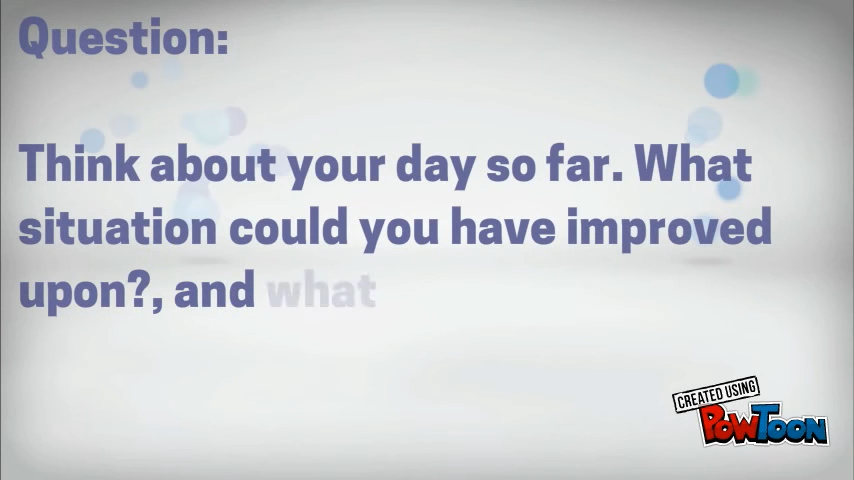 Question:
Think about your day so far. What
situation could you have improved
upon?, and what
CREATED USING
POWTOON